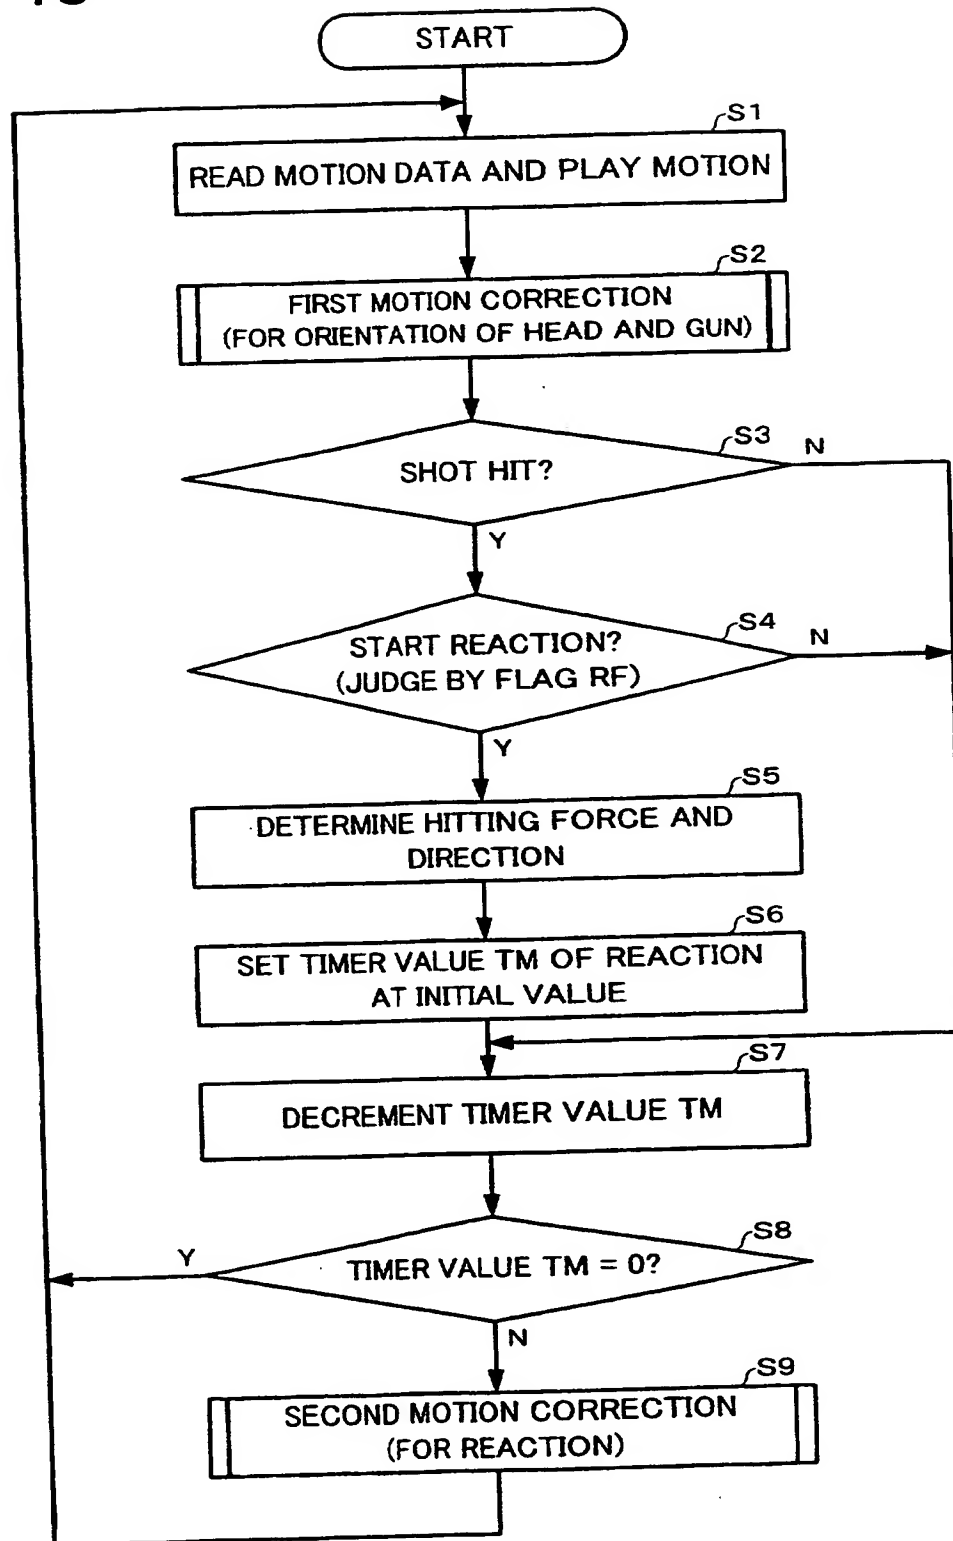 START
S1
READ MOTION DATA AND PLAY MOTION
S2
FIRST MOTION CORRECTION
(FOR ORIENTATION OF HEAD AND GUN)
S3
SHOT HIT?
N
Y
S4
START REACTION?
(JUDGE BY FLAG RF)
N
Y
S5
DETERMINE HITTING FORCE AND
DIRECTION
S6
SET TIMER VALUE TM OF REACTION
AT INITIAL VALUE
S7
DECREMENT TIMER VALUE TM
S8
TIMER VALUE TM = 0?
Y
N
S9
SECOND MOTION CORRECTION
(FOR REACTION)